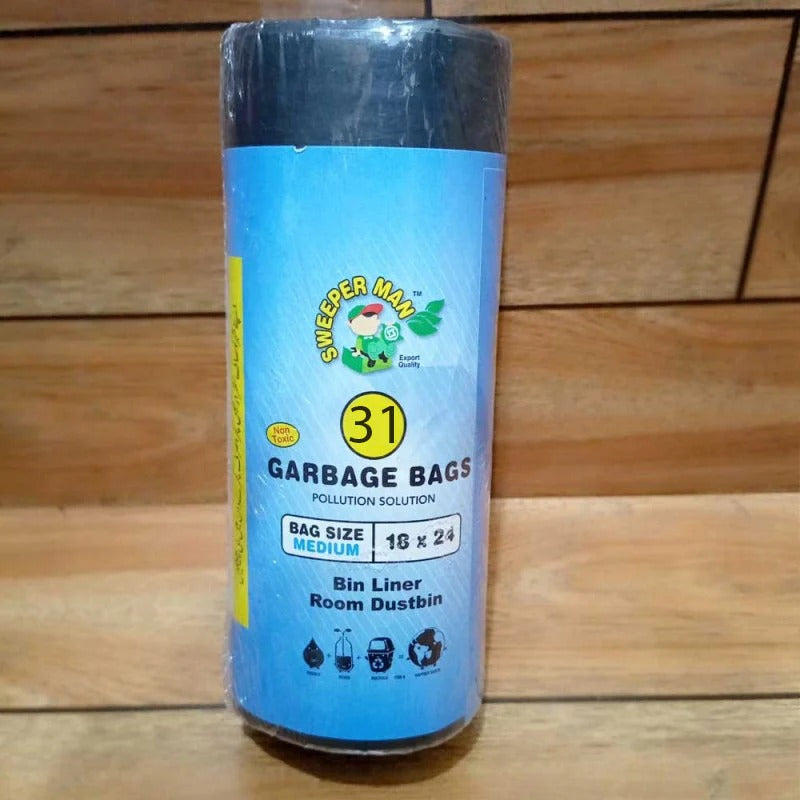 SWEEPER MAN
TM
Export
Quality
31
Non
Toxic
GARBAGE BAGS
POLLUTION SOLUTION
BAG SIZE
MEDIUM
18 x 24
Bin Liner
Room Dustbin